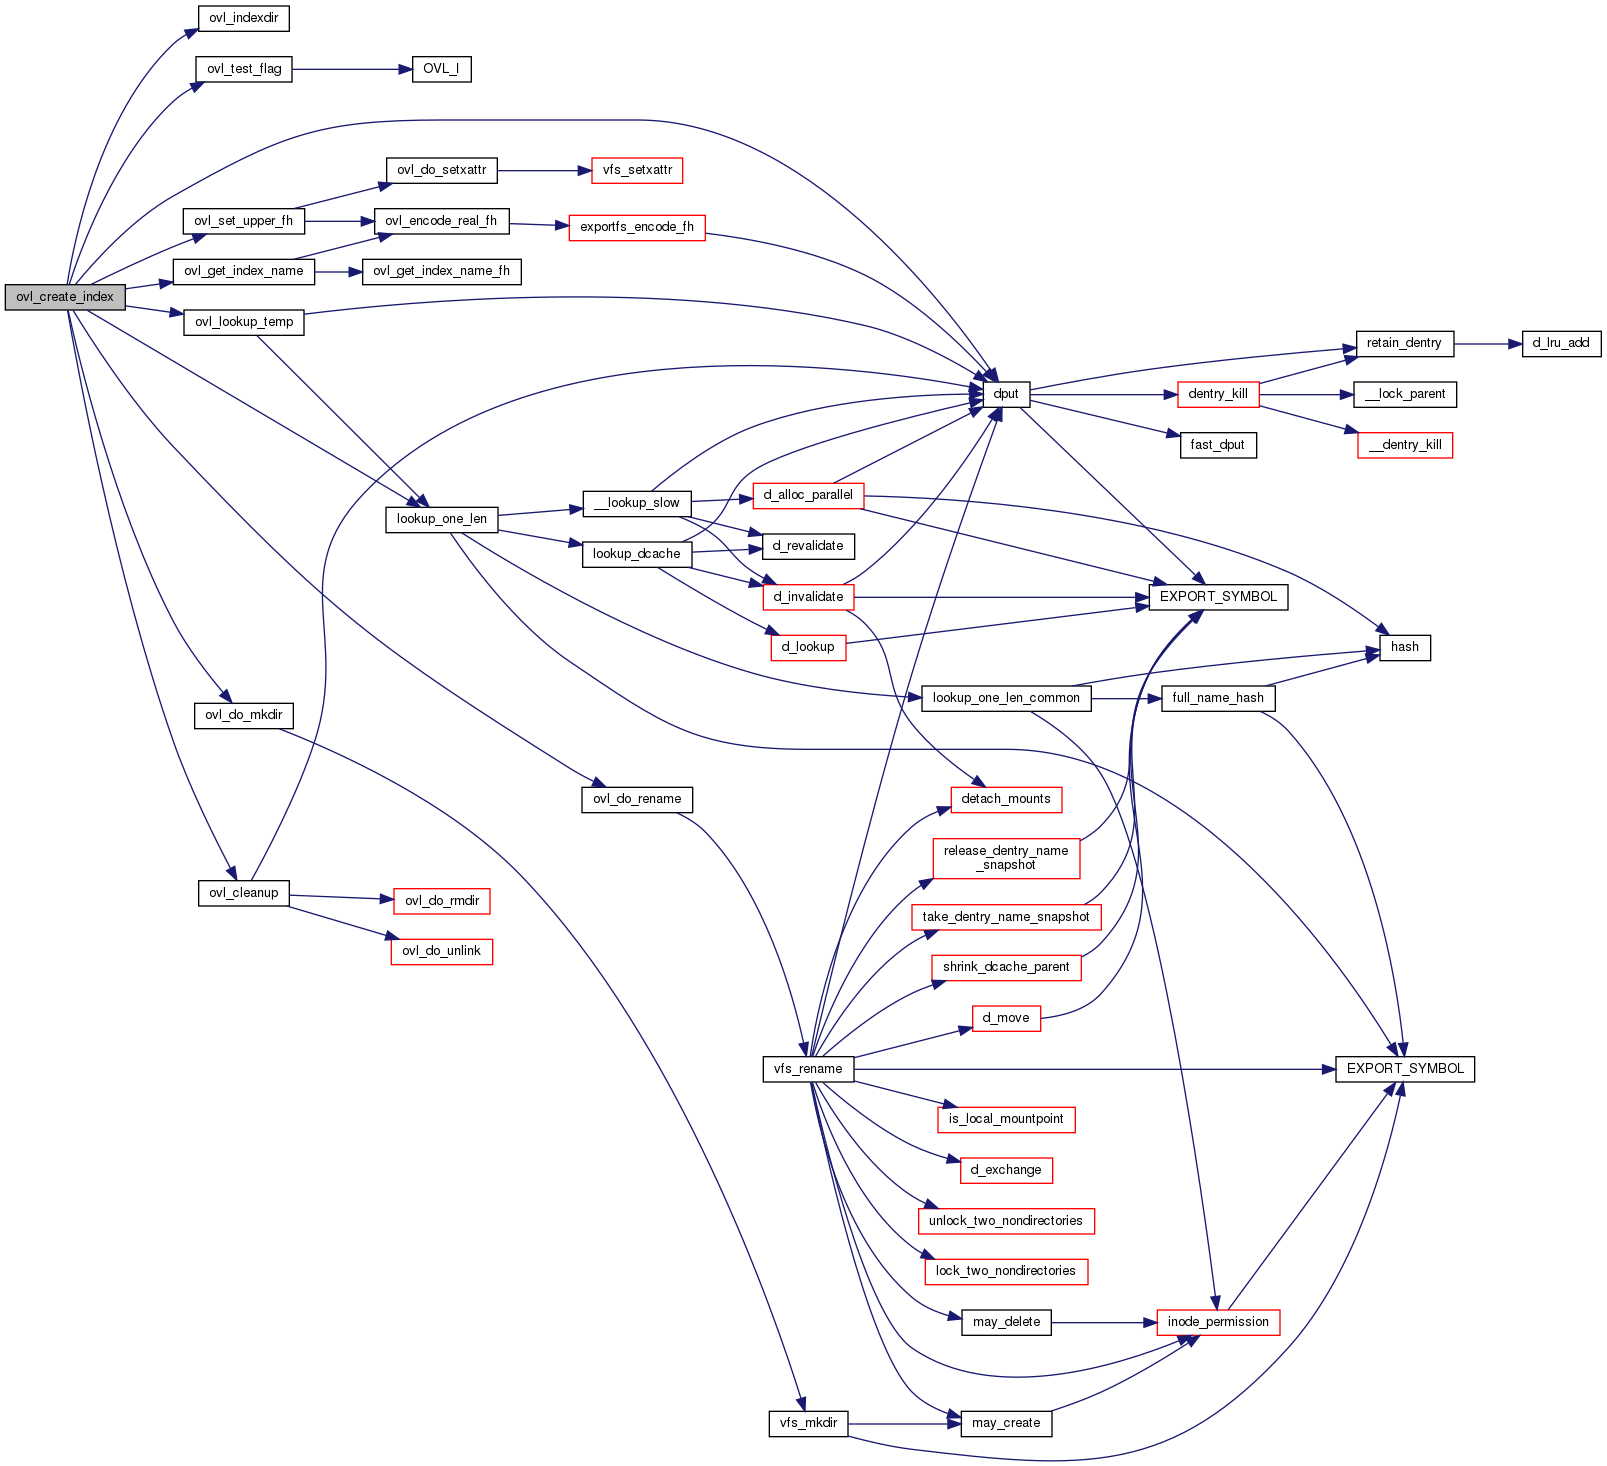 ovl_indexdir
ovl_test_flag
OVL_I
ovl_do_setxattr
vfs_setxattr
ovl_set_upper_fh
ovl_encode_real_fh
exportfs_encode_fh
ovl_get_index_name
ovl_get_index_name_fh
ovl_create_index
ovl_lookup_temp
retain_dentry
d_lru_add
dput
dentry_kill
__lock_parent
fast_dput
__dentry_kill
lookup_one_len
__lookup_slow
d_alloc_parallel
lookup_dcache
d_revalidate
d_invalidate
EXPORT_SYMBOL
d_lookup
hash
lookup_one_len_common
full_name_hash
ovl_do_mkdir
ovl_do_rename
detach_mounts
release_dentry_name
_snapshot
ovl_cleanup
ovl_do_rmdir
take_dentry_name_snapshot
ovl_do_unlink
shrink_dcache_parent
d_move
vfs_rename
EXPORT_SYMBOL
is_local_mountpoint
d_exchange
unlock_two_nondirectories
lock_two_nondirectories
may_delete
inode_permission
vfs_mkdir
may_create